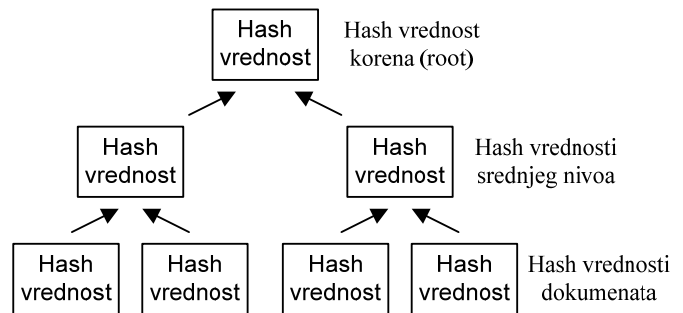 Hash
vrednost
Hash vrednost
korena (root)
Hash
vrednost
Hash
vrednost
Hash vrednosti
srednjeg nivoa
Hash
vrednost
Hash
vrednost
Hash
vrednost
Hash
vrednost
Hash vrednosti
dokumenata